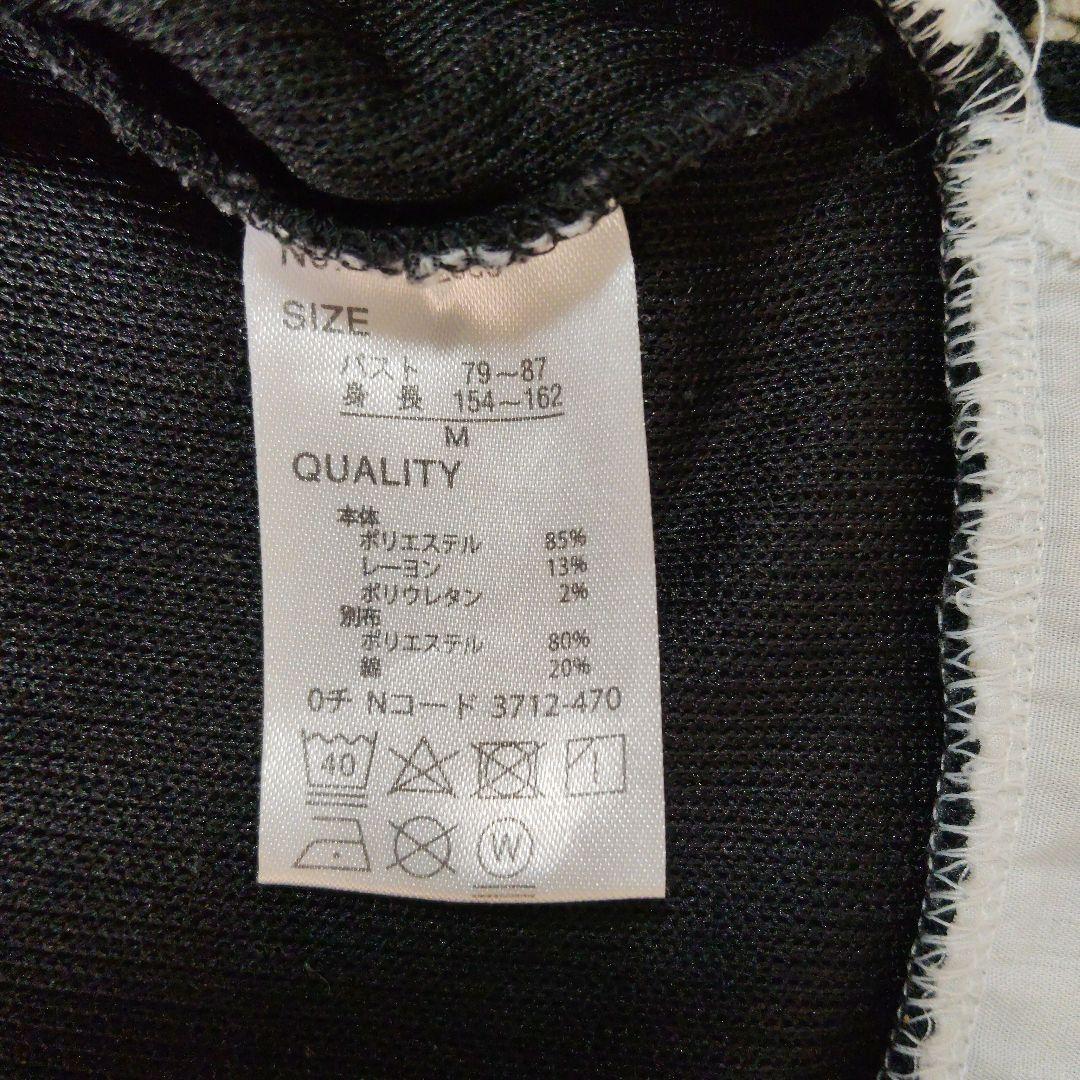 SIZE
バスト 79～87
身長 154～162
M
QUALITY
本体
ポリエステル 85%
レーヨン 13%
ポリウレタン 2%
別布
ポリエステル 80%
綿 20%
0チ Nコード 3712-470
40
W